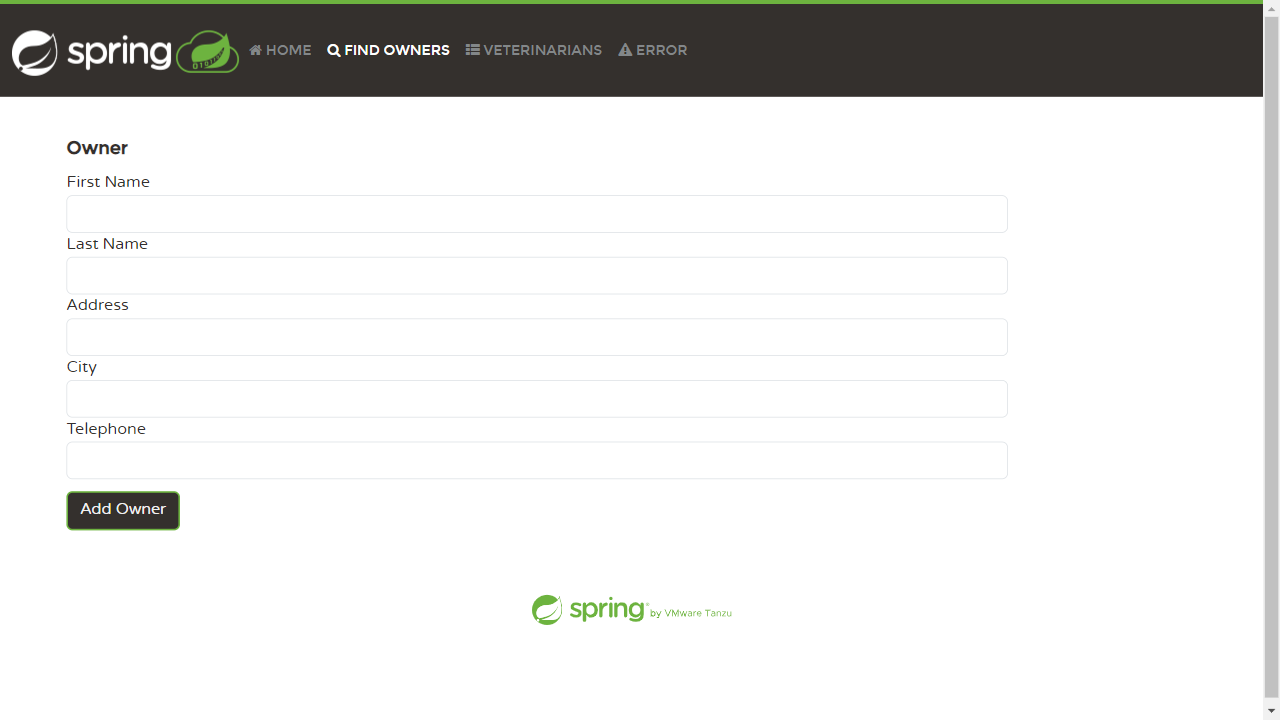 spring HOME FIND OWNERS VETERINARIANS ERROR
Owner
First Name
Last Name
Address
City
Telephone
Add Owner
spring by VMware Tanzu